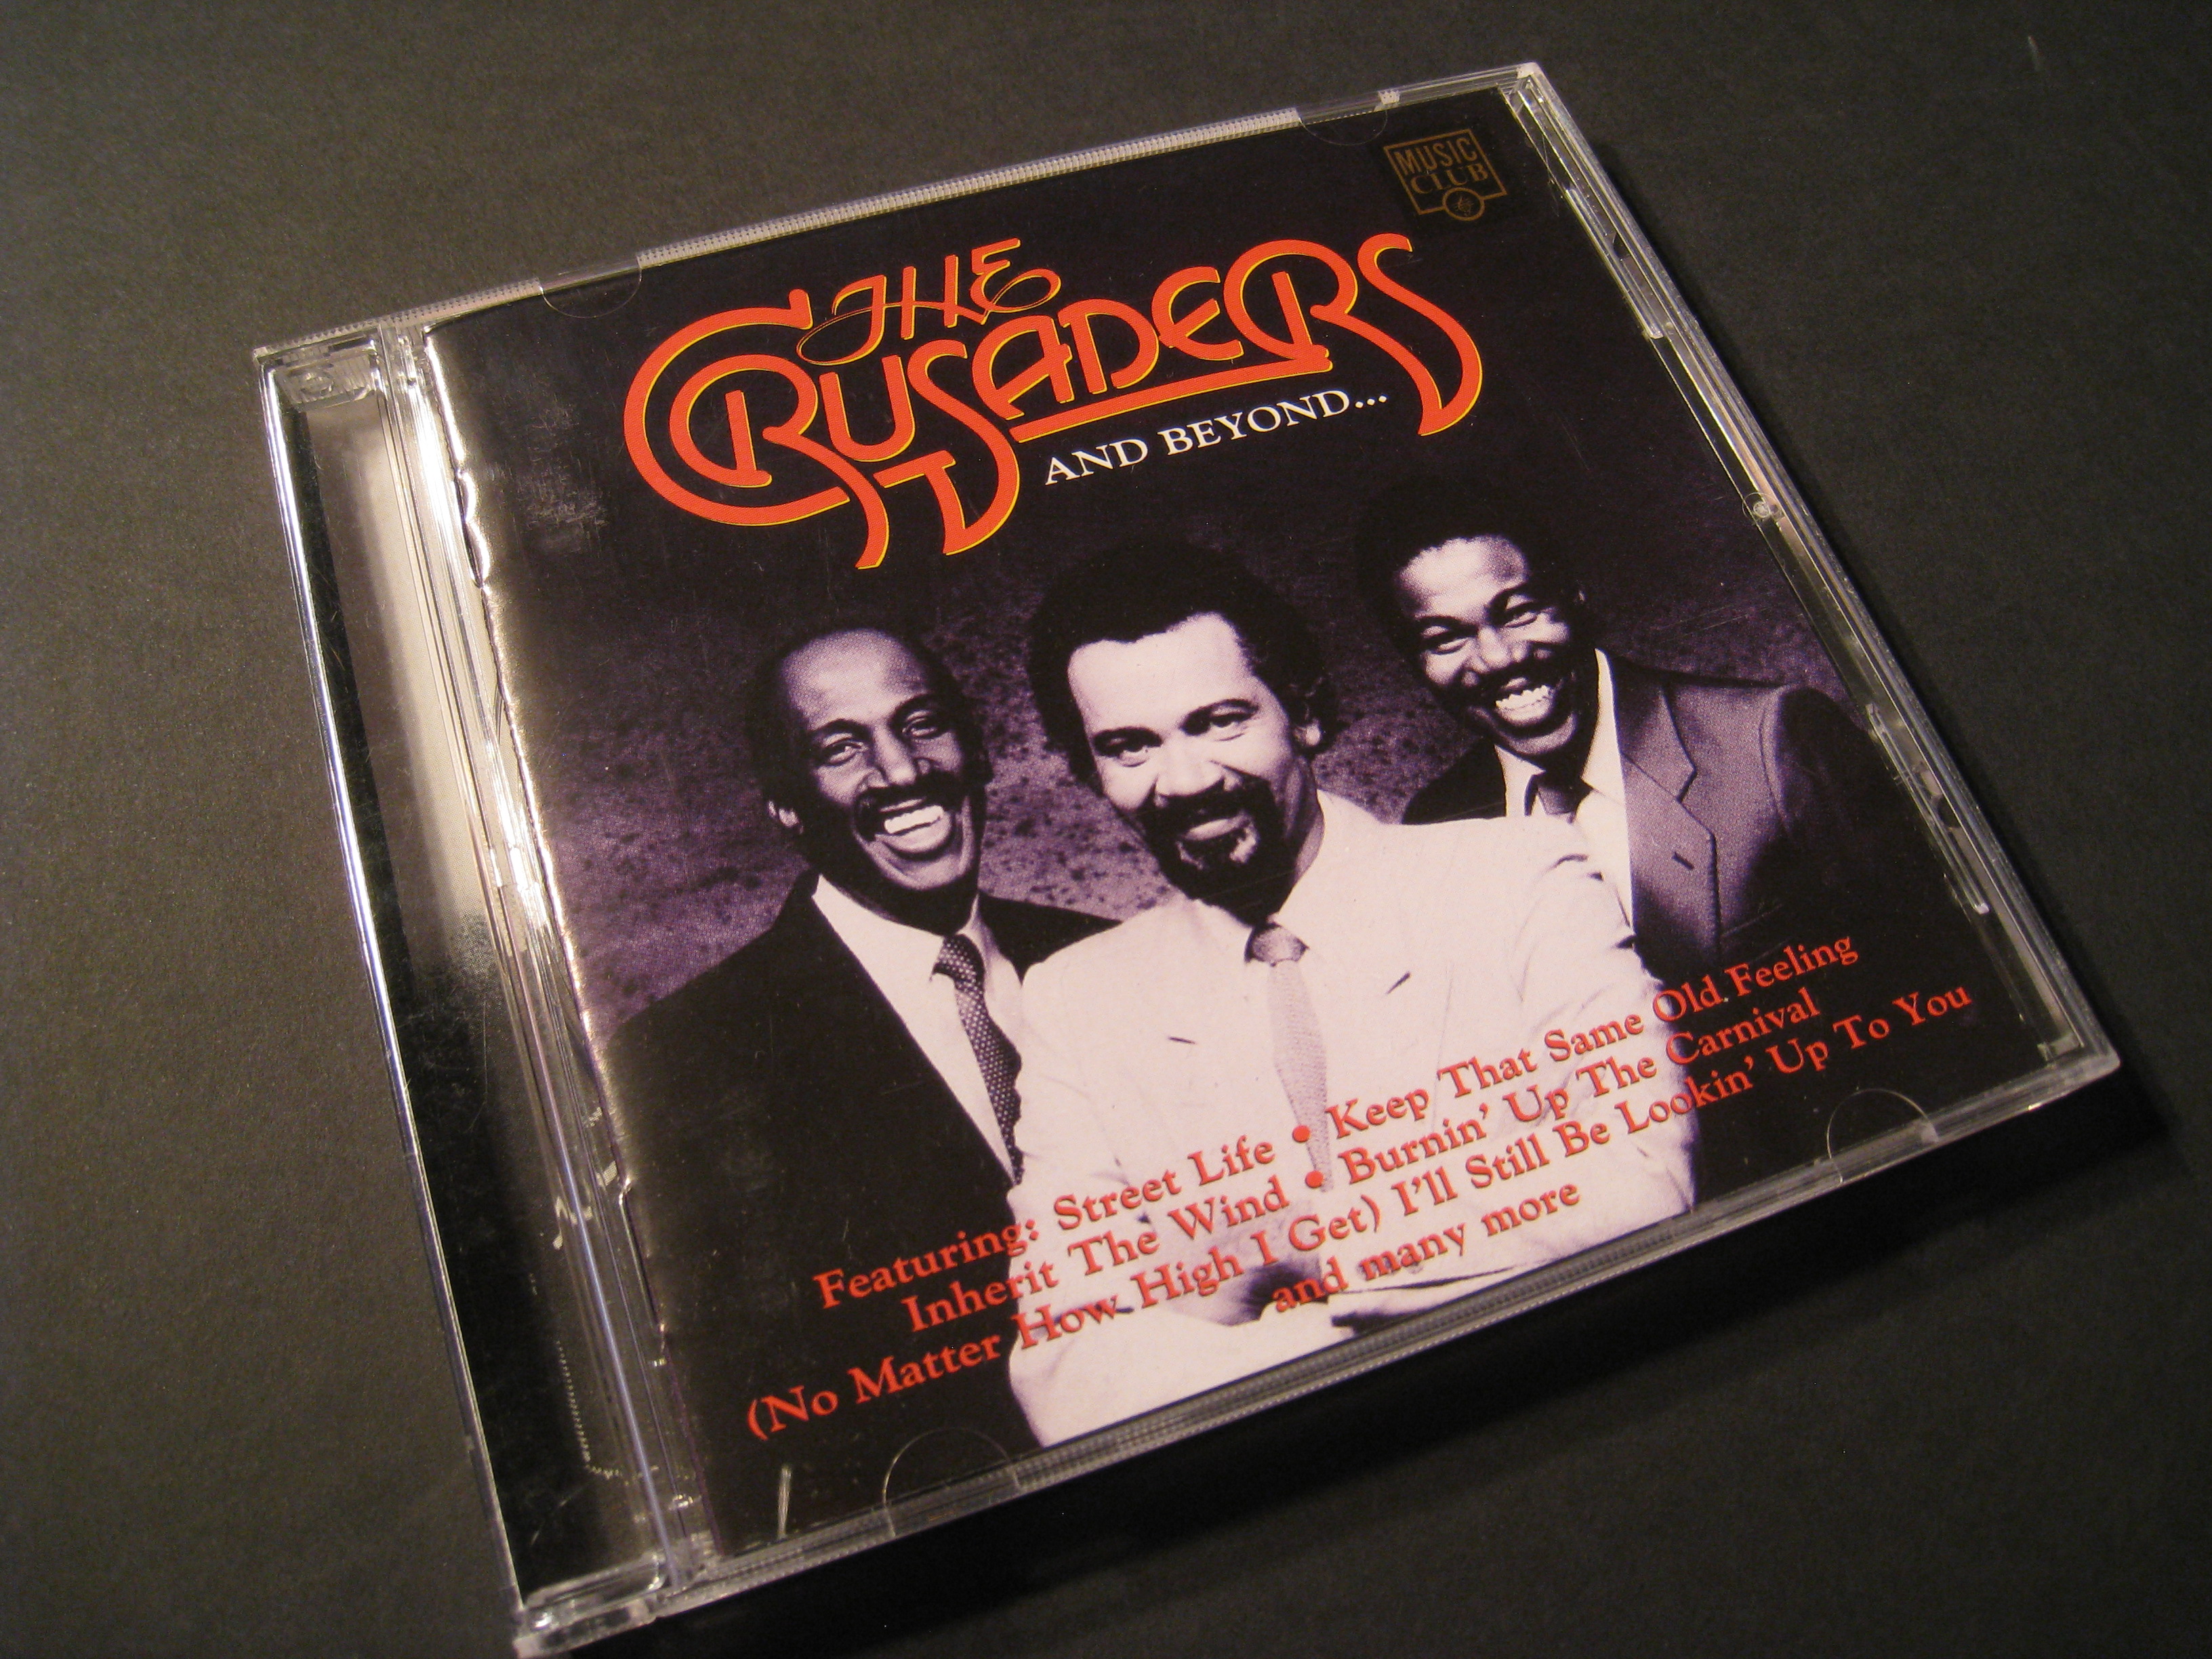 MUSIC
CLUB
THE
CRUSADERS
AND BEYOND...
Featuring: Street Life • Keep That Same Old Feeling
Inherit The Wind • Burnin' Up The Carnival
(No Matter How High I Get) I'll Still Be Lookin' Up To You
and many more